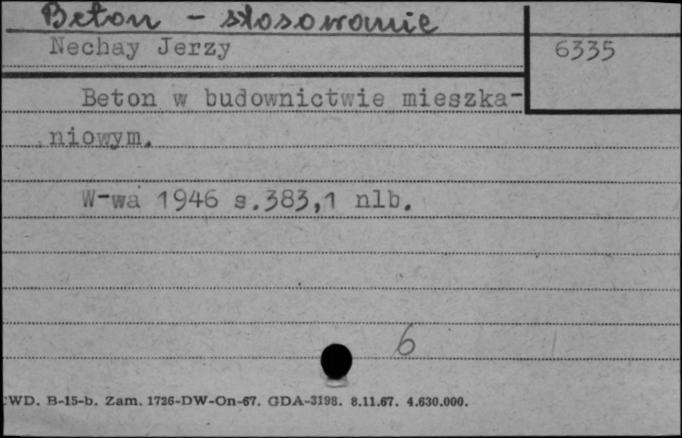 Beton - stosowanie
Nechay Jerzy
6335
Beton w budownictwie mieszka-
niowym.
W-wa 1946 s.383,1 nlb.
6
WD. B-15-b. Zam. 1726-DW-On-67. GDA-3198. 8.11.67. 4.630.000.